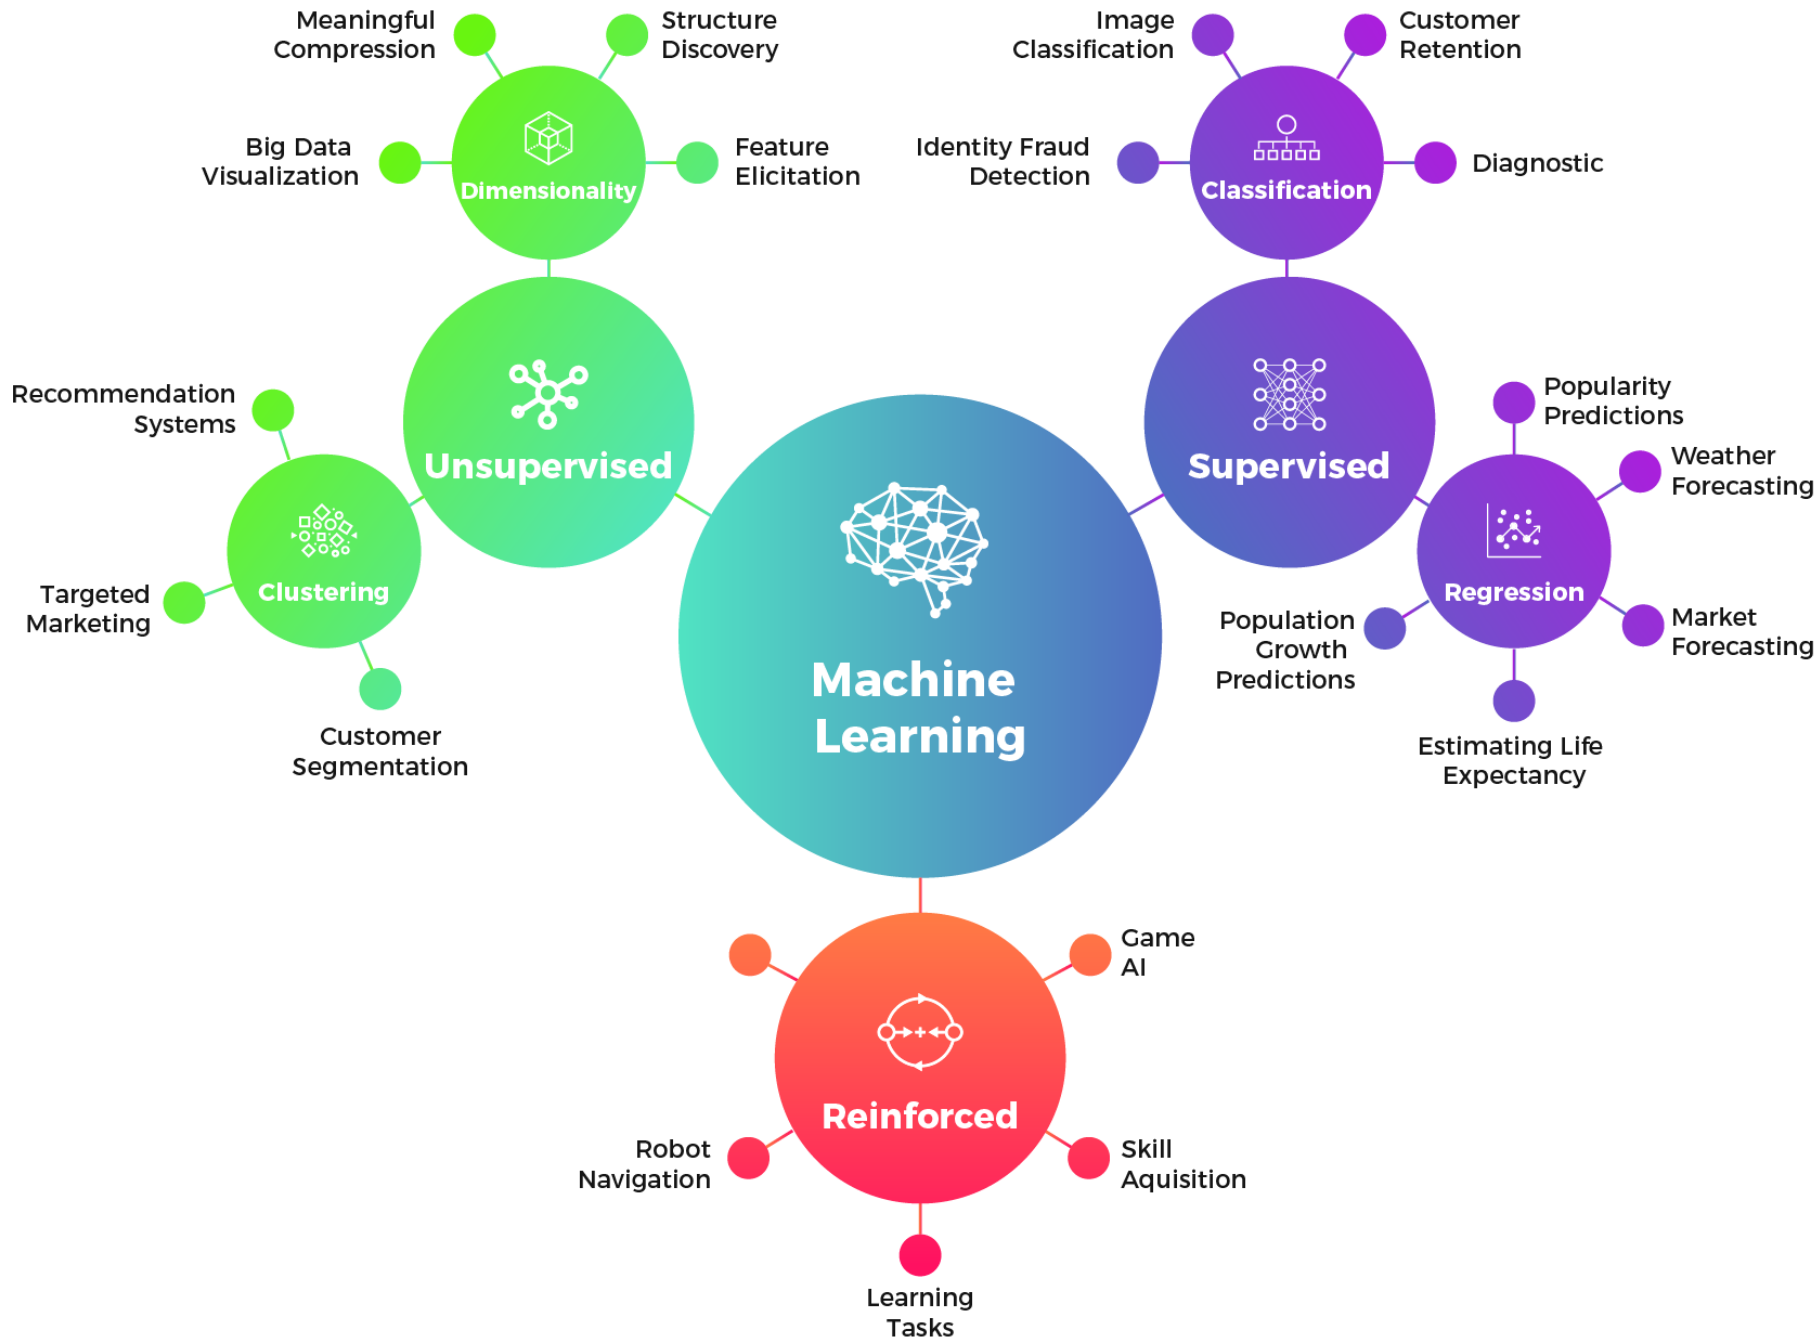 Meaningful
Compression
Structure
Discovery
Big Data
Visualization
Feature
Elicitation
Dimensionality
Image
Classification
Customer
Retention
Identity Fraud
Detection
Diagnostic
Classification
Unsupervised
Supervised
Recommendation
Systems
Targeted
Marketing
Clustering
Customer
Segmentation
Popularity
Predictions
Weather
Forecasting
Regression
Population
Growth
Predictions
Market
Forecasting
Estimating Life
Expectancy
Machine
Learning
Game
AI
Reinforced
Robot
Navigation
Skill
Aquisition
Learning
Tasks